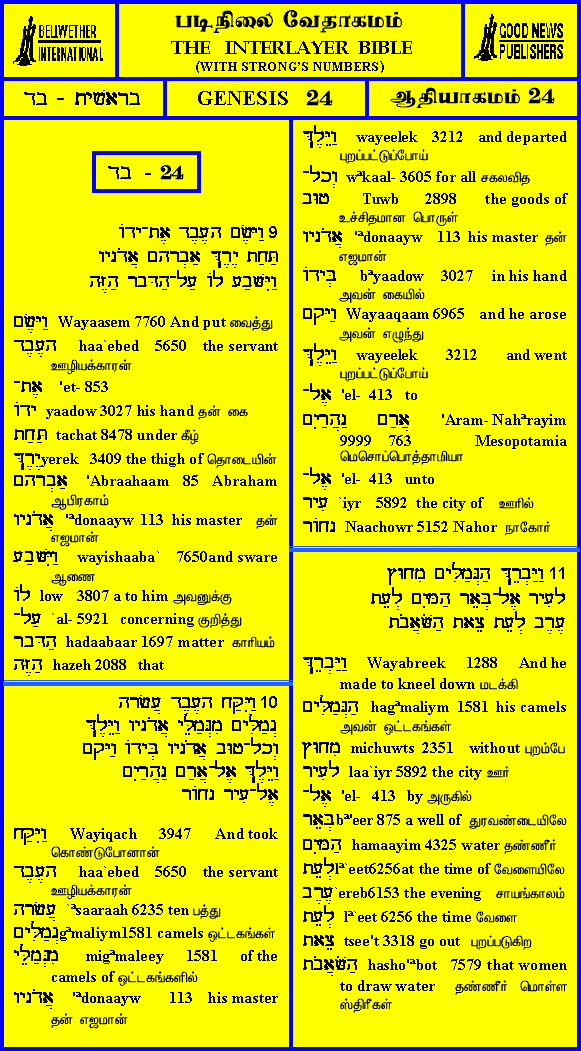 BELLWETHER
INTERNATIONAL
படிநிலை வேதாகமம்
THE INTERLAYER BIBLE
(WITH STRONG'S NUMBERS)
GOOD NEWS
PUBLISHERS
בראשית - בד
GENESIS 24
ஆதியாகமம் 24
בד - 24
9 וַיָּשֶׂם הָעֶבֶד אֶת־יָדוֹ
תַּחַת יֶרֶךְ אַבְרָהָם אֲדֹנָיו
וַיִּשָּׁבַע לוֹ עַל־הַדָּבָר הַזֶּה
וַיָּשֶׂם Wayaasem 7760 And put வைத்து
הָעֶבֶד haa`ebed 5650 the servant
ஊழியக்காரன்
אֶת־ 'et- 853
יָדוֹ yaadow 3027 his hand தன் கை
תַּחַת tachat 8478 under கீழ்
יֶרֶךְ yerek 3409 the thigh of தொடையின்
אַבְרָהָם 'Abraahaam 85 Abraham
ஆபிரகாம்
אֲדֹנָיו 'ªdonaayw 113 his master தன்
எஜமான்
וַיִּשָּׁבַע wayishaaba` 7650and sware
ஆணை
לוֹ low 3807 a to him அவனுக்கு
עַל־ `al- 5921 concerning குறித்து
הַדָּבָר hadaabaar 1697 matter காரியம்
הַזֶּה hazeh 2088 that
10 וַיִּקַּח הָעֶבֶד עֲשָׂרָה
גְמַלִּים מִגְּמַלֵּי אֲדֹנָיו וַיֵּלֶךְ
וְכָל־טוּב אֲדֹנָיו בְּיָדוֹ וַיָּקָם
וַיֵּלֶךְ אֶל־אֲרַם נַהֲרַיִם
אֶל־עִיר נָחוֹר
וַיִּקַּח Wayiqach 3947 And took
கொண்டுபோனான்
הָעֶבֶד haa`ebed 5650 the servant
ஊழியக்காரன்
עֲשָׂרָה `ªsaaraah 6235 ten பத்து
גְמַלִּים gªmaliym1581 camels ஒட்டகங்கள்
מִגְּמַלֵּי migªmaleey 1581 of the
camels of ஒட்டகங்களில்
אֲדֹנָיו 'ªdonaayw 113 his master
தன் எஜமான்
וַיֵּלֶךְ wayeelek 3212 and departed
புறப்பட்டுப்போய்
וְכָל־ wªkaal- 3605 for all சகலவித
טוּב Tuwb 2898 the goods of
உச்சிதமான பொருள்
אֲדֹנָיו 'ªdonaayw 113 his master தன்
எஜமான்
בְּיָדוֹ bªyaadow 3027 in his hand
அவன் கையில்
וַיָּקָם Wayaaqaam 6965 and he arose
அவன் எழுந்து
וַיֵּלֶךְ wayeelek 3212 and went
புறப்பட்டுப்போய்
אֶל־ 'el- 413 to
אֲרַם נַהֲרַיִם 'Aram- Nahªrayim
9999 763 Mesopotamia
மெசொப்பொத்தாமியா
אֶל־ 'el- 413 unto
עִיר `iyr 5892 the city of ஊரில்
נָחוֹר Naachowr 5152 Nahor நாகோர்
11 וַיַּבְרֵךְ הַגְּמַלִּים מִחוּץ
לָעִיר אֶל־בְּאֵר הַמָּיִם לְעֵת
עֶרֶב לְעֵת צֵאת הַשֹּׁאֲבֹת
וַיַּבְרֵךְ Wayabreek 1288 And he
made to kneel down மடக்கி
הַגְּמַלִּים hagªmaliym 1581 his camels
அவன் ஒட்டகங்கள்
מִחוּץ michuwts 2351 without புறம்பே
לָעִיר laa`iyr 5892 the city ஊர்
אֶל־ 'el- 413 by அருகில்
בְּאֵר bª'eer 875 a well of துரவண்டையிலே
הַמָּיִם hamaayim 4325 water தண்ணீர்
לְעֵת lª`eet6256at the time of வேளையிலே
עֶרֶב `ereb6153 the evening சாயங்காலம்
לְעֵת lª`eet 6256 the time வேளை
צֵאת tsee't 3318 go out புறப்படுகிற
הַשֹּׁאֲבֹת hasho'ªbot 7579 that women
to draw water தண்ணீர் மொள்ள
ஸ்திரீகள்